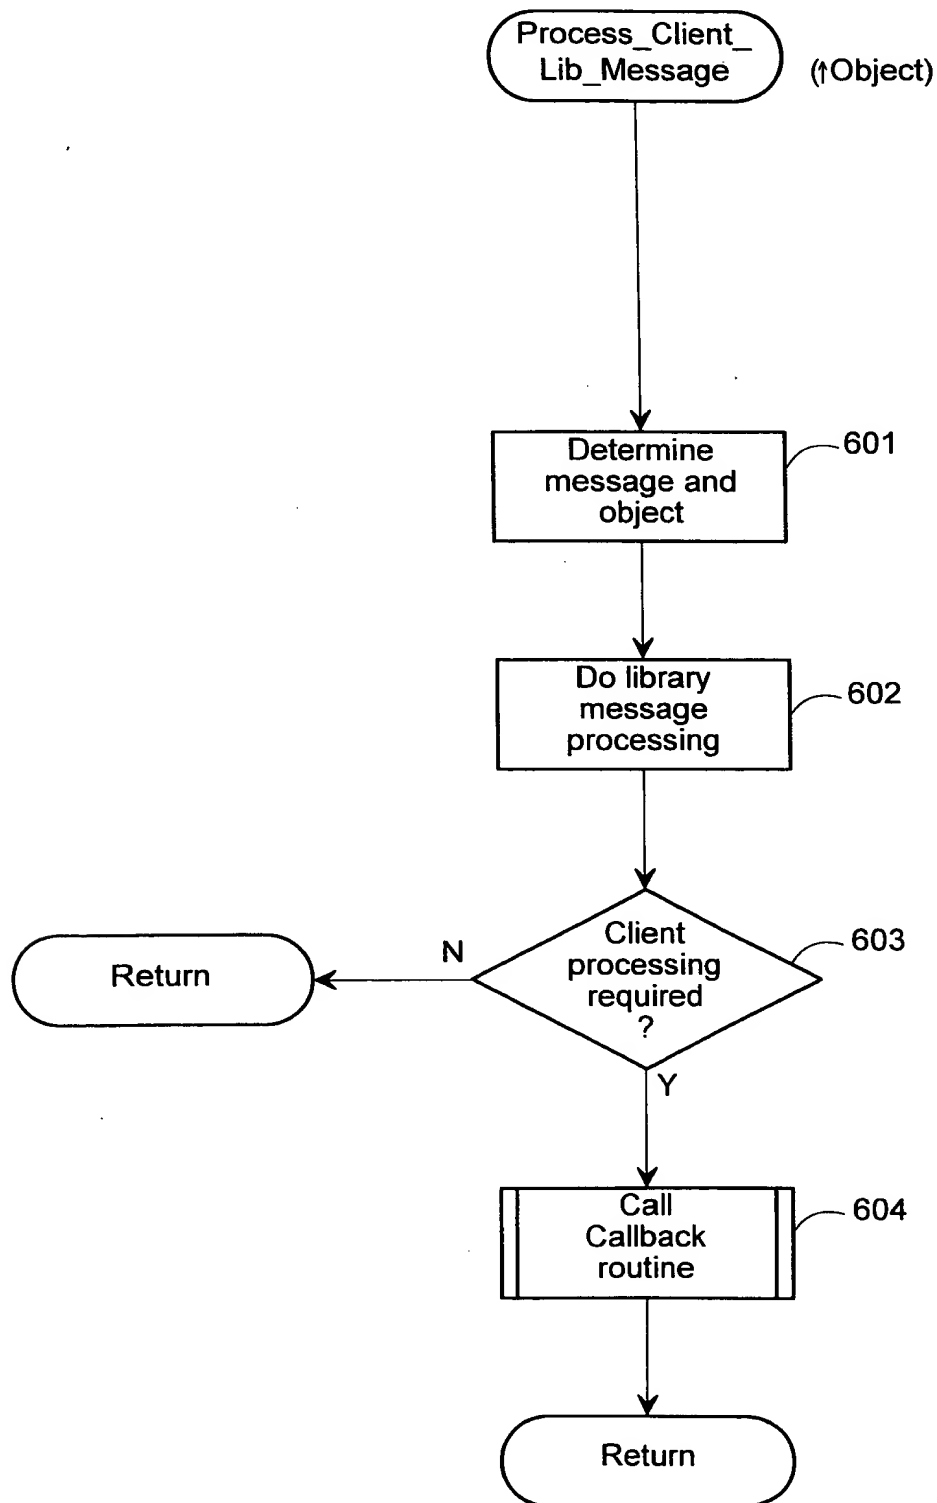 Process_Client_
Lib_Message
(↑Object)
Determine
message and
object
601
Do library
message
processing
602
Client
processing
required
?
603
N
Return
Y
Call
Callback
routine
604
Return